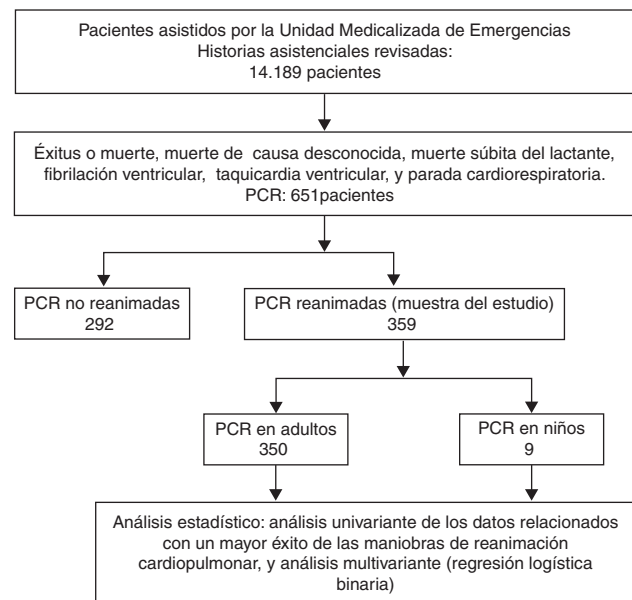 Pacientes asistidos por la Unidad Medicalizada de Emergencias
Historias asistenciales revisadas:
14.189 pacientes
Éxitus o muerte, muerte de causa desconocida, muerte súbita del lactante,
fibrilación ventricular, taquicardia ventricular, y parada cardiorespiratoria.
PCR: 651pacientes
PCR no reanimadas
292
PCR reanimadas (muestra del estudio)
359
PCR en adultos
350
PCR en niños
9
Análisis estadístico: análisis univariante de los datos relacionados
con un mayor éxito de las maniobras de reanimación
cardiopulmonar, y análisis multivariante (regresión logística
binaria)